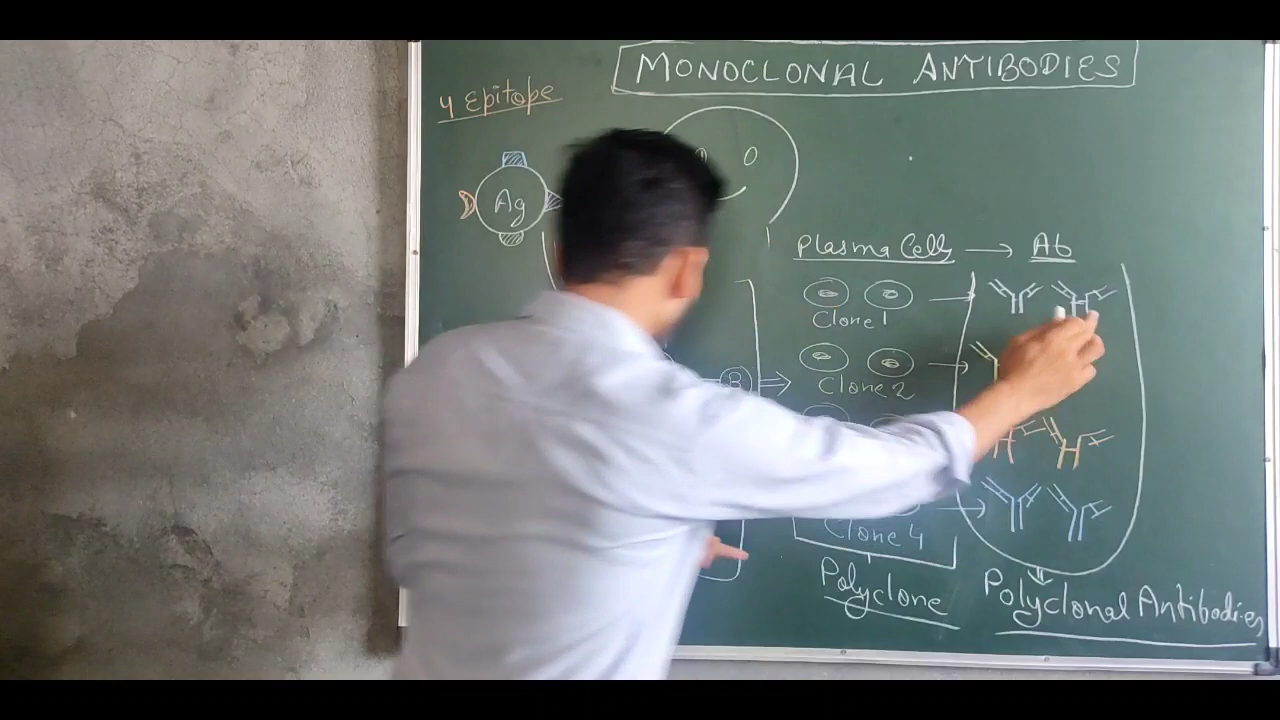 MONOCLONAL ANTIBODIES
4 Epitope
Ag
Plasma Cells → Ab
Clone 1
B
Clone 2
Clone 4
Polyclone
Polyclonal Antibodies